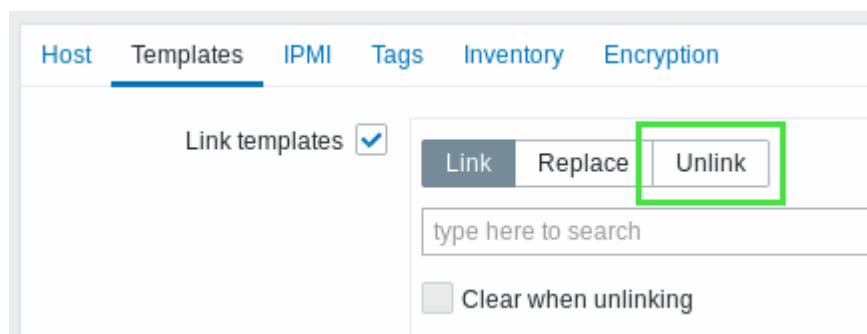 Host Templates IPMI Tags Inventory Encryption
Link templates Link Replace Unlink
type here to search
Clear when unlinking